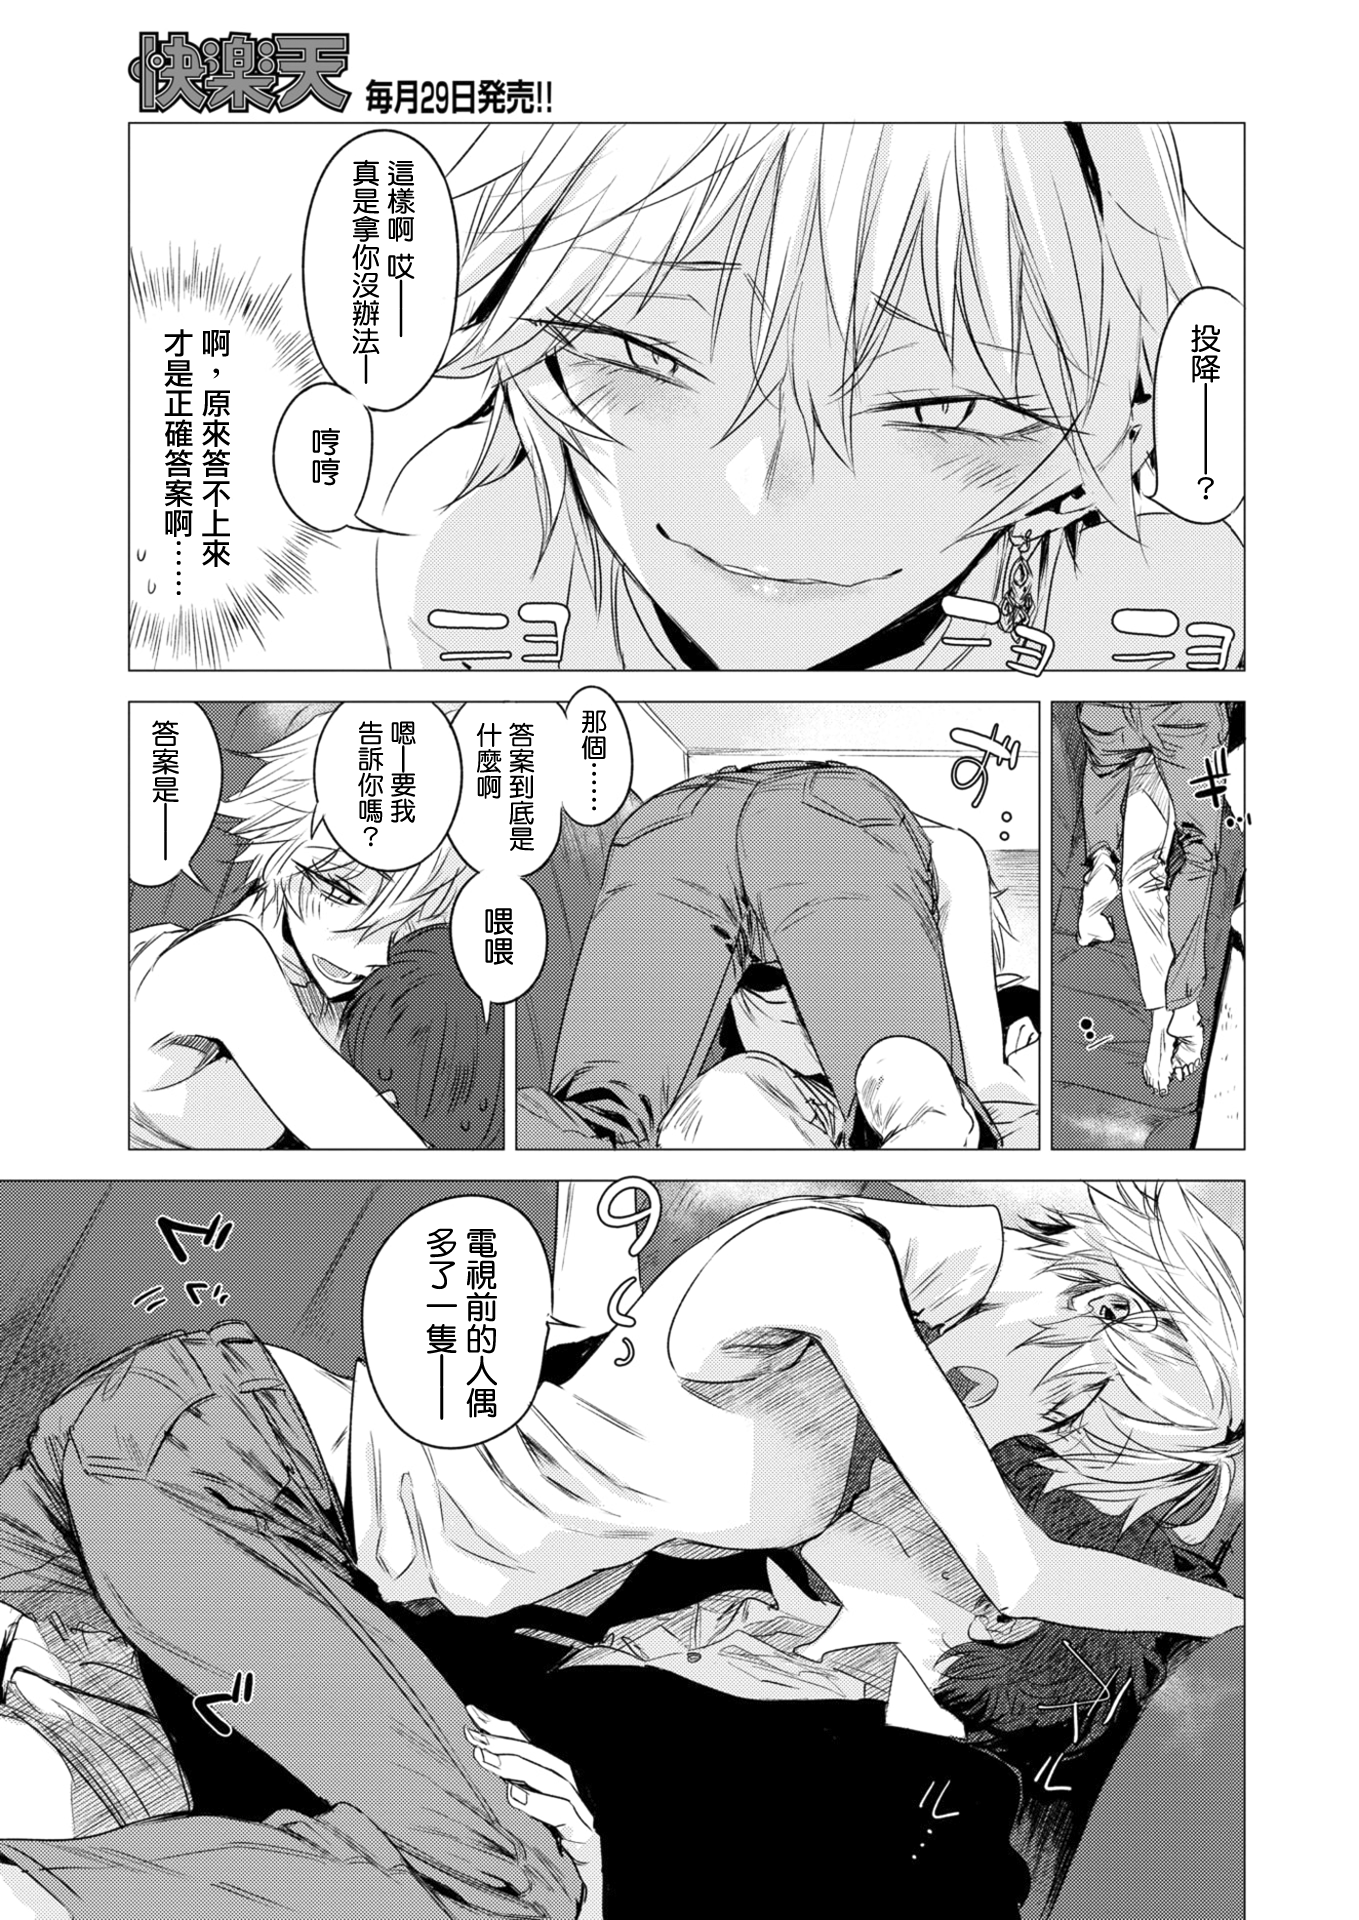 快楽天
毎月29日発売!!
投降——？
這樣啊 哎——
真是拿你沒辦法—
哼哼
啊，原來答不上來
才是正確答案啊……
ニヨ
ニヨ
ニヨ
ギ
那個……
答案到底是
什麼啊
喂喂
嗯—要我
告訴你嗎？
答案是——
電視前的人偶
多了一隻——